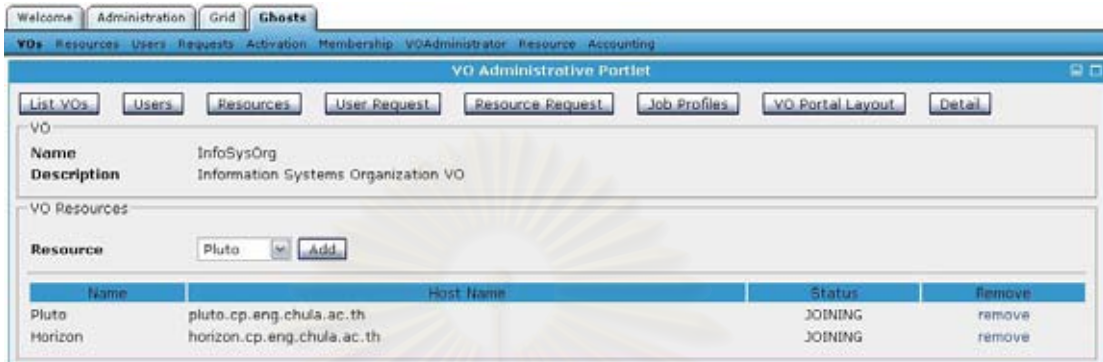 Welcome Administration Grid Ghosts
VOs Resources Users Requests Activation Membership VOAdministrator Resource Accounting
VO Administrative Portlet
List VOs Users Resources User Request Resource Request Job Profiles VO Portal Layout Detail
VO
Name InfoSysOrg
Description Information Systems Organization VO
VO Resources
Resource Pluto Add
Name Host Name Status Remove
Pluto pluto.cp.eng.chula.ac.th JOINING remove
Horizon horizon.cp.eng.chula.ac.th JOINING remove